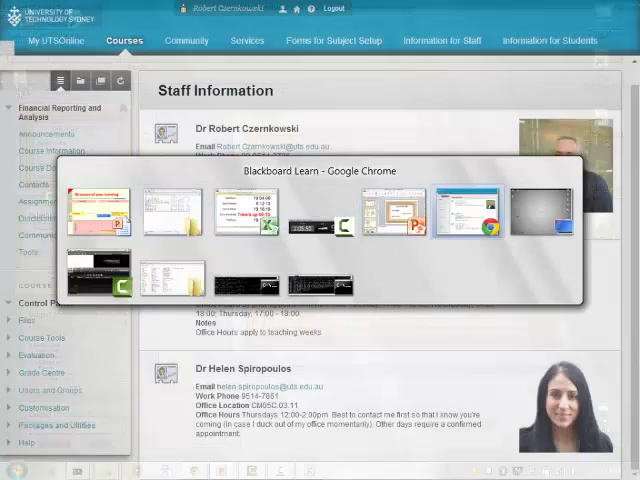 UNIVERSITY OF
TECHNOLOGY SYDNEY
Robert Czernkowski
Logout
My UTSOnline
Courses
Community
Services
Forms for Subject Setup
Information for Staff
Information for Students
Financial Reporting and
Analysis
Announcements
Course Information
Contacts
Tools
Control
Files
Course Tools
Evaluation
Grade Centre
Users and Groups
Customisation
Packages and Utilities
Help
Staff Information
Dr Robert Czernkowski
Email Robert.Czernkowski@uts.edu.au
Blackboard Learn - Google Chrome
18:00; Thursday, 17:00 - 18:00.
Notes
Office Hours apply to teaching weeks
Dr Helen Spiropoulos
Email helen.spiropoulos@uts.edu.au
Work Phone 9514-7861
Office Location CM05C.03.11
Office Hours Thursdays 12:00-2.00pm. Best to contact me first so that I know you're
coming (in case I duck out of my office momentarily). Other days require a confirmed
appointment.